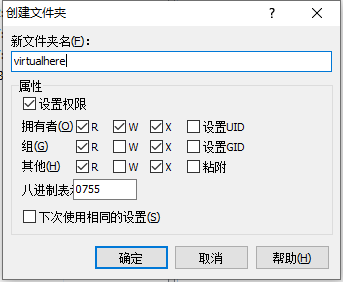 创建文件夹
新文件夹名(F):
virtualhere
属性
设置权限
拥有者(O) R W X 设置UID
组(G) R W X 设置GID
其他(H) R W X 粘附
八进制表 0755
下次使用相同的设置(S)
确定 取消 帮助(H)